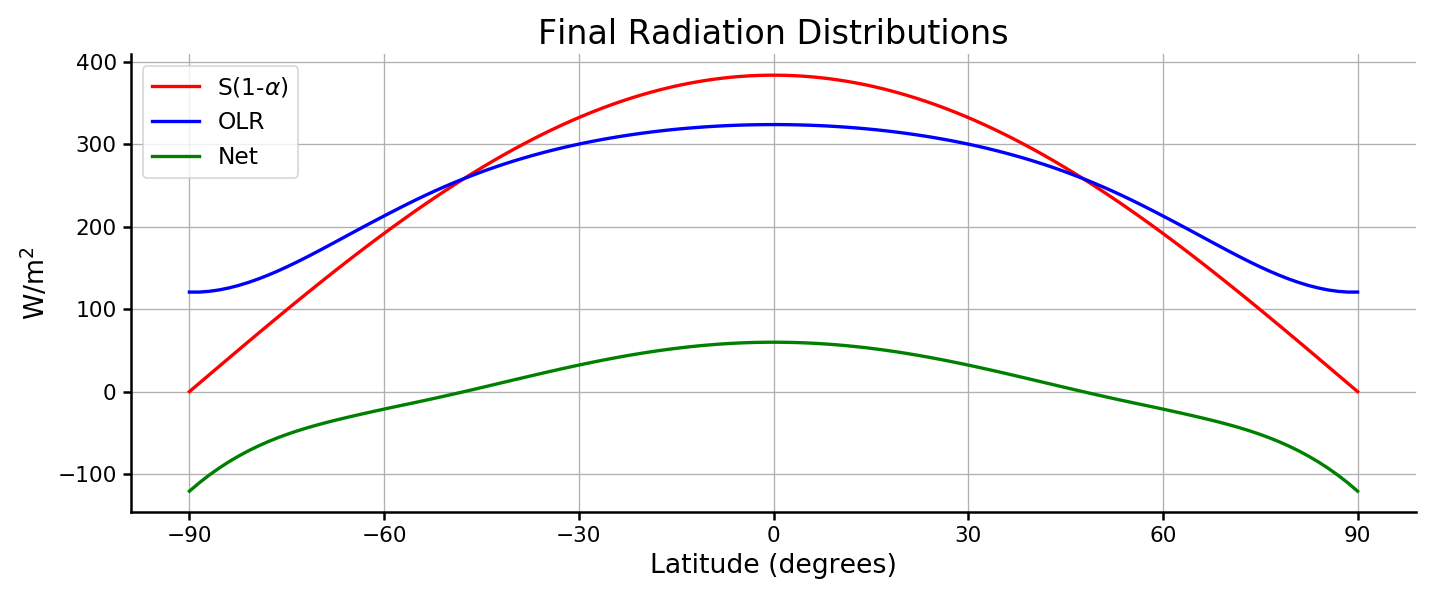 Final Radiation Distributions
400
300
200
100
0
−100
W/m²
S(1-α)
OLR
Net
−90 −60 −30 0 30 60 90
Latitude (degrees)